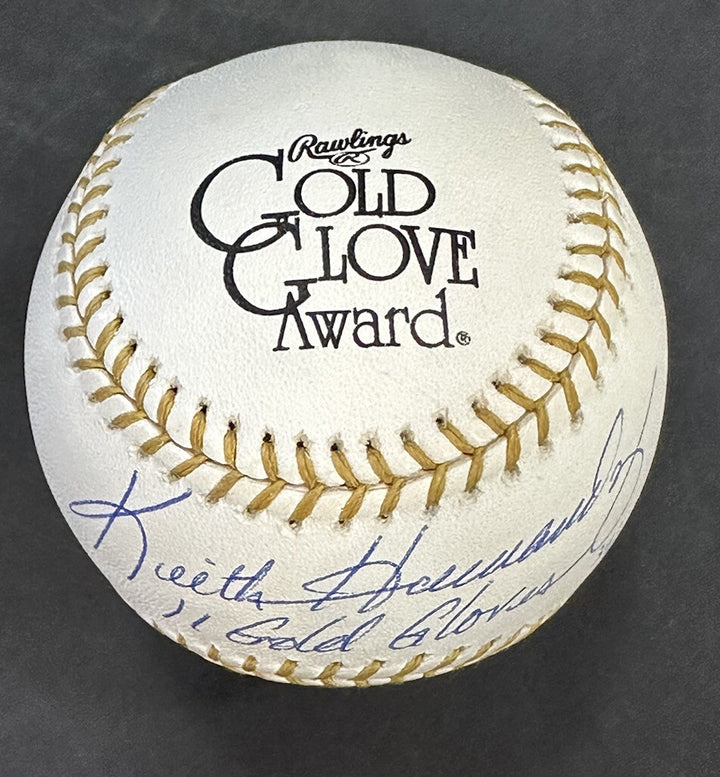 Rawlings
R
GOLD
GLOVE
Award®
Keith Hernandez
11 Gold Gloves